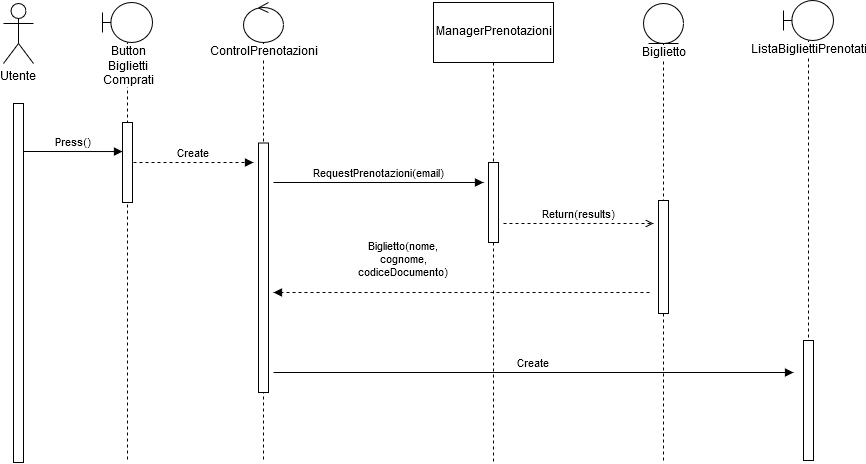 Utente
Button
Biglietti
Comprati
ControlPrenotazioni
ManagerPrenotazioni
Biglietto
ListaBigliettiPrenotati
Press()
Create
RequestPrenotazioni(email)
Return(results)
Biglietto(nome,
cognome,
codiceDocumento)
Create